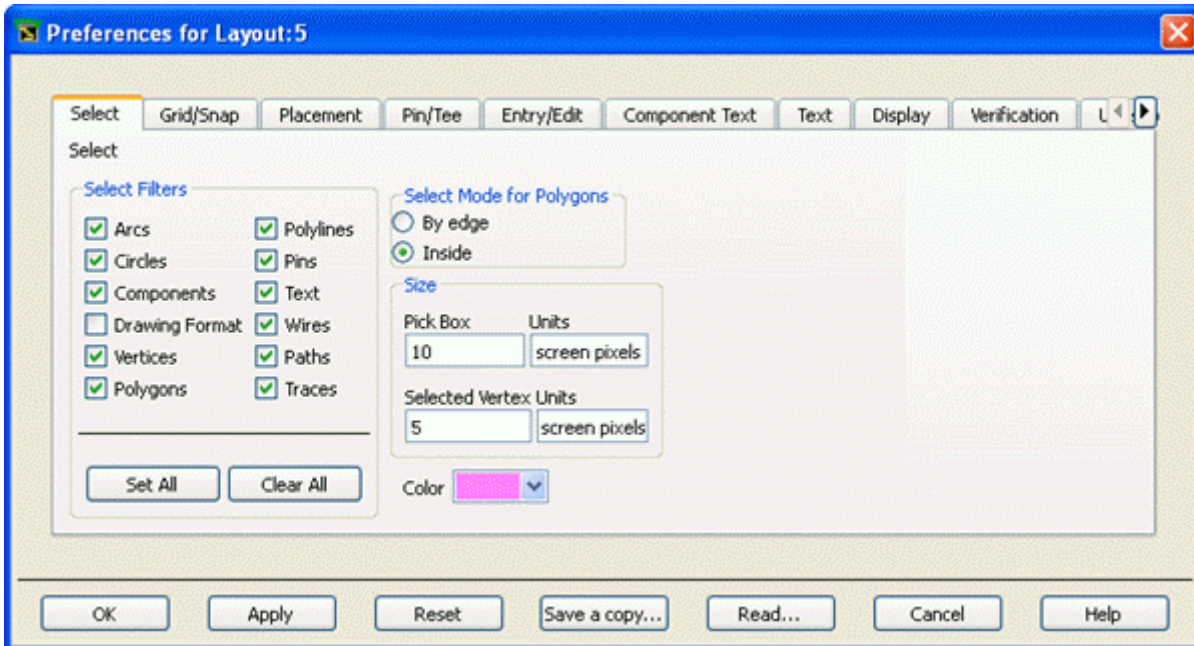 Preferences for Layout:5
Select Grid/Snap Placement Pin/Tee Entry/Edit Component Text Text Display Verification
Select
Select Filters
Arcs Polylines
Circles Pins
Components Text
Drawing Format Wires
Vertices Paths
Polygons Traces
Set All Clear All
Select Mode for Polygons
By edge
Inside
Size
Pick Box Units
10 screen pixels
Selected Vertex Units
5 screen pixels
Color
OK Apply Reset Save a copy... Read... Cancel Help